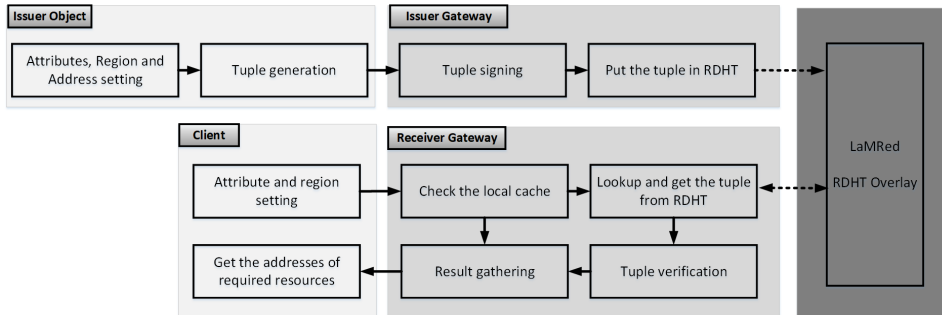 Issuer Object
Issuer Gateway
Attributes, Region and
Address setting
Tuple generation
Tuple signing
Put the tuple in RDHT
Client
Receiver Gateway
LaMRed
RDHT Overlay
Attribute and region
setting
Check the local cache
Lookup and get the tuple
from RDHT
Get the addresses of
required resources
Result gathering
Tuple verification